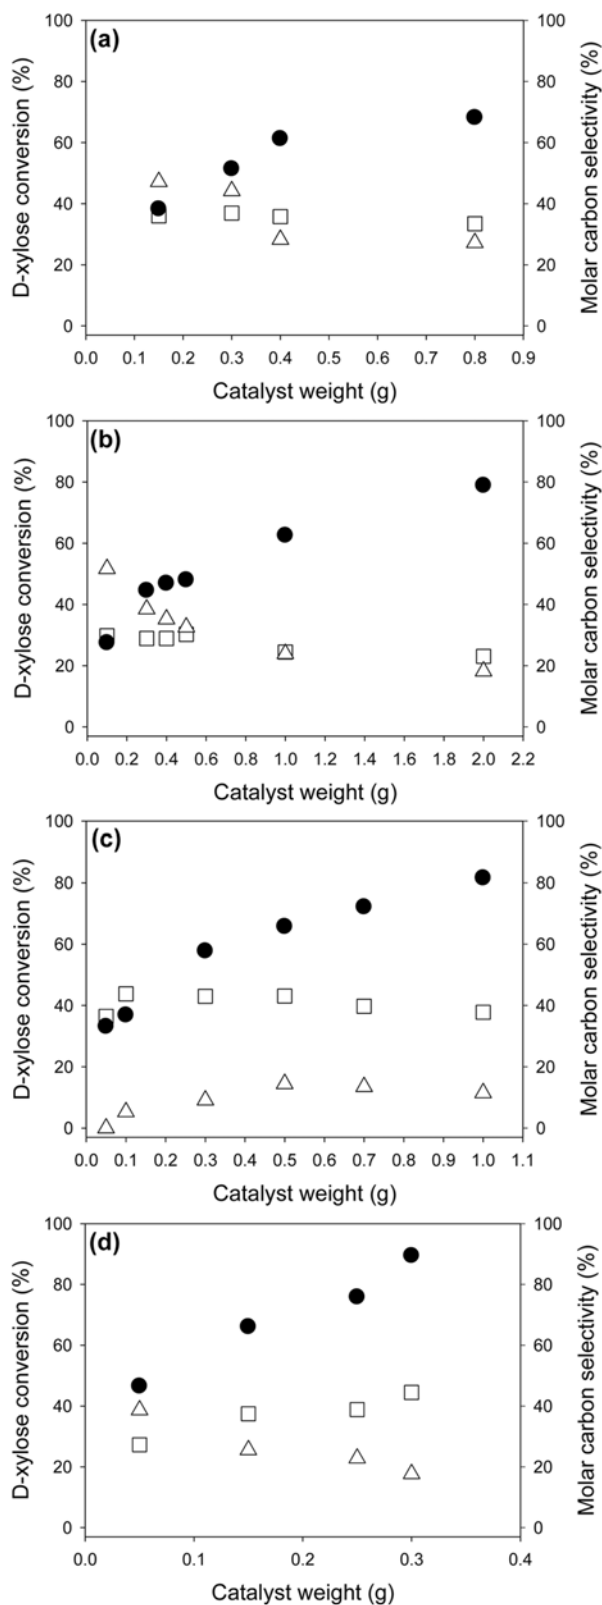 (a)
D-xylose conversion (%)
100
80
60
40
20
0
100
80
60
40
20
0
Molar carbon selectivity (%)
0.0 0.1 0.2 0.3 0.4 0.5 0.6 0.7 0.8 0.9
Catalyst weight (g)
(b)
D-xylose conversion (%)
100
80
60
40
20
0
100
80
60
40
20
0
Molar carbon selectivity (%)
0.0 0.2 0.4 0.6 0.8 1.0 1.2 1.4 1.6 1.8 2.0 2.2
Catalyst weight (g)
(c)
D-xylose conversion (%)
100
80
60
40
20
0
100
80
60
40
20
0
Molar carbon selectivity (%)
0.0 0.1 0.2 0.3 0.4 0.5 0.6 0.7 0.8 0.9 1.0 1.1
Catalyst weight (g)
(d)
D-xylose conversion (%)
100
80
60
40
20
0
100
80
60
40
20
0
Molar carbon selectivity (%)
0.0 0.1 0.2 0.3 0.4
Catalyst weight (g)